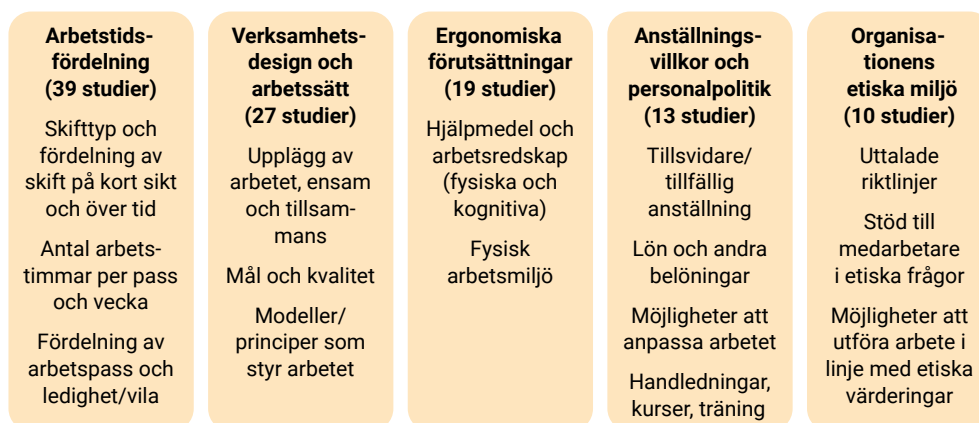 Arbetstids-
fördelning
(39 studier)
Skifttyp och
fördelning av
skift på kort sikt
och över tid
Antal arbets-
timmar per pass
och vecka
Fördelning av
arbetspass och
ledighet/vila
Verksamhets-
design och
arbetssätt
(27 studier)
Upplägg av
arbetet, ensam
och tillsam-
mans
Mål och kvalitet
Modeller/
principer som
styr arbetet
Ergonomiska
förutsättningar
(19 studier)
Hjälpmedel och
arbetsredskap
(fysiska och
kognitiva)
Fysisk
arbetsmiljö
Anställnings-
villkor och
personalpolitik
(13 studier)
Tillsvidare/
tillfällig
anställning
Lön och andra
belöningar
Möjligheter att
anpassa arbetet
Handledningar,
kurser, träning
Organisa-
tionens
etiska miljö
(10 studier)
Uttalade
riktlinjer
Stöd till
medarbetare
i etiska frågor
Möjligheter att
utföra arbete i
linje med etiska
värderingar